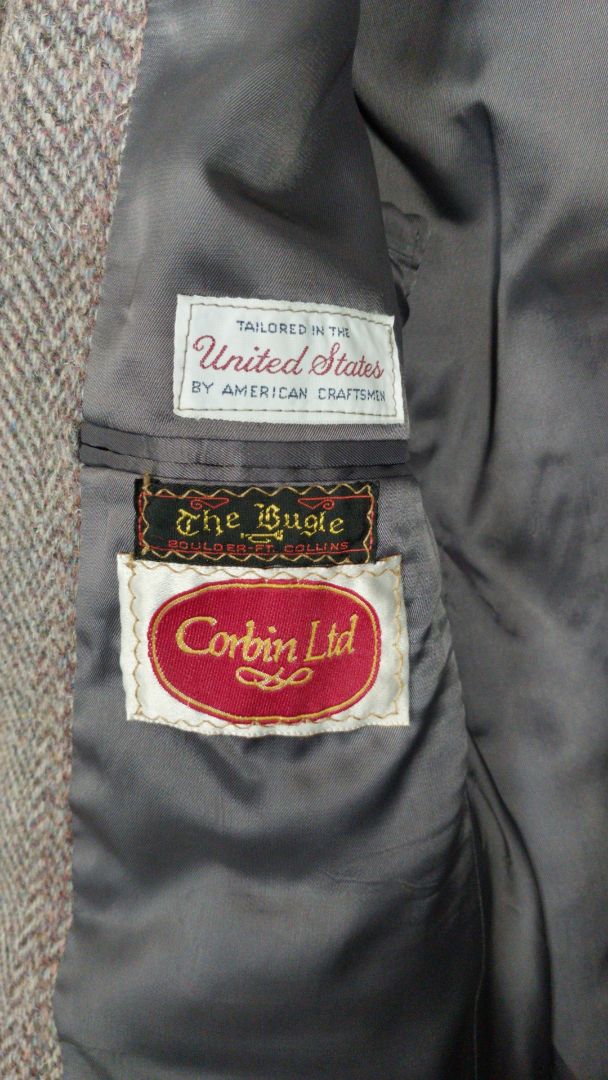 TAILORED IN THE
United States
BY AMERICAN CRAFTSMEN
The Bugle
BOULDER-FT. COLLINS
Corbin Ltd